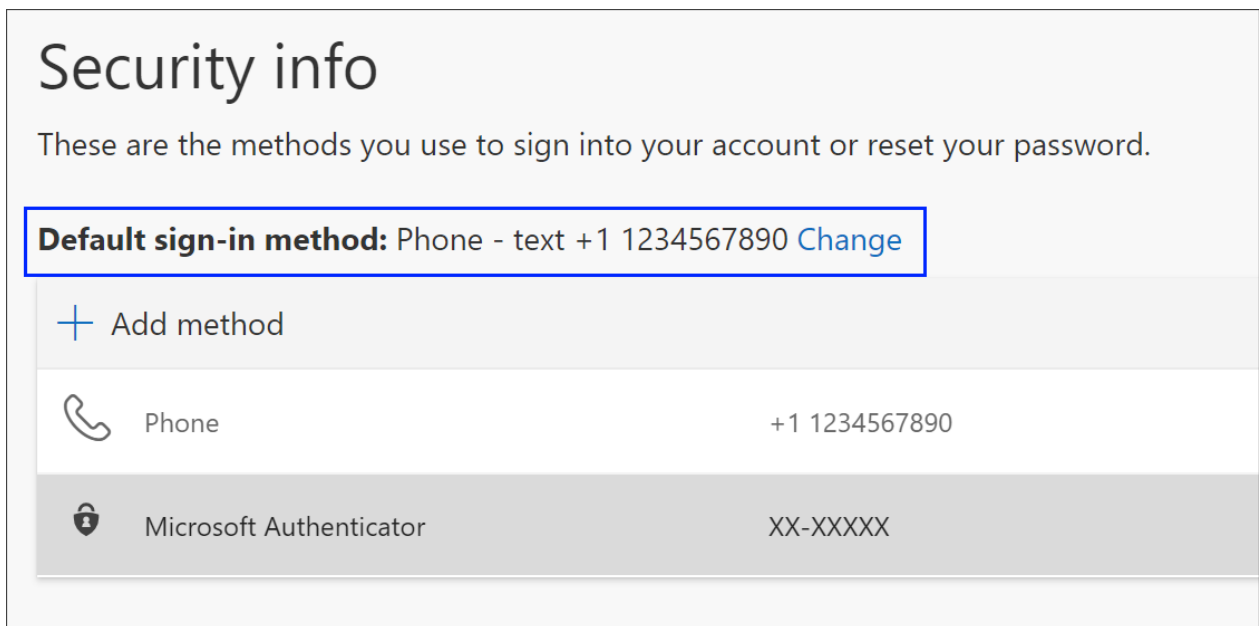 Security info
These are the methods you use to sign into your account or reset your password.
Default sign-in method: Phone - text +1 1234567890 Change
Add method
Phone +1 1234567890
Microsoft Authenticator XX-XXXXX